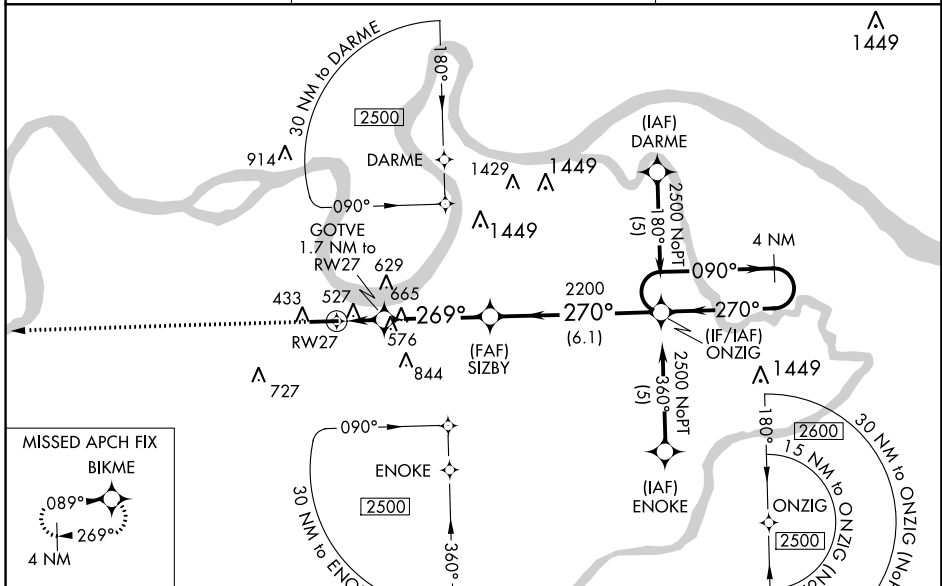 1449
30 NM to DARME
180°
2500
DARME
090°
914
1429
1449
1449
(IAF)
DARME
2500 NoPT
180°
(5)
4 NM
090°
270°
GOTVE
1.7 NM to
RW27
629
665
527
433
RW27
576
269°
(FAF)
SIZBY
2200
270°
(6.1)
(IF/IAF)
ONZIG
844
727
1449
2500 NoPT
360°
(5)
(IAF)
ENOKE
MISSED APCH FIX
BIKME
089°
269°
4 NM
090°
ENOKE
2500
360°
30 NM to ENO
180°
2600
30 NM to ONZIG (No
15 NM to ONZIG (No
ONZIG
2500